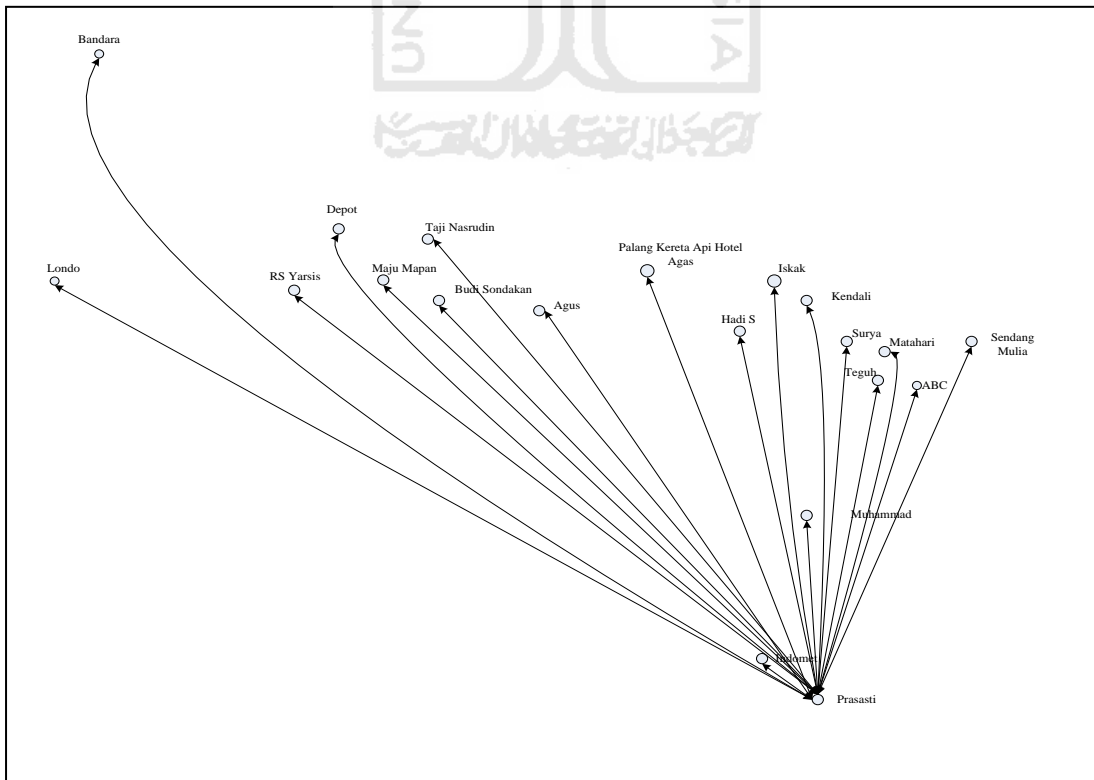 Bandara
Depot
Taji Nasrudin
Palang Kereta Api Hotel
Agas
Londo
RS Yarsis
Maju Mapan
Iskak
Budi Sondakan
Agus
Kendali
Hadi S
Surya
Matahari
Sendang
Mulia
Teguh
ABC
Muhammad
Indomet
Prasasti